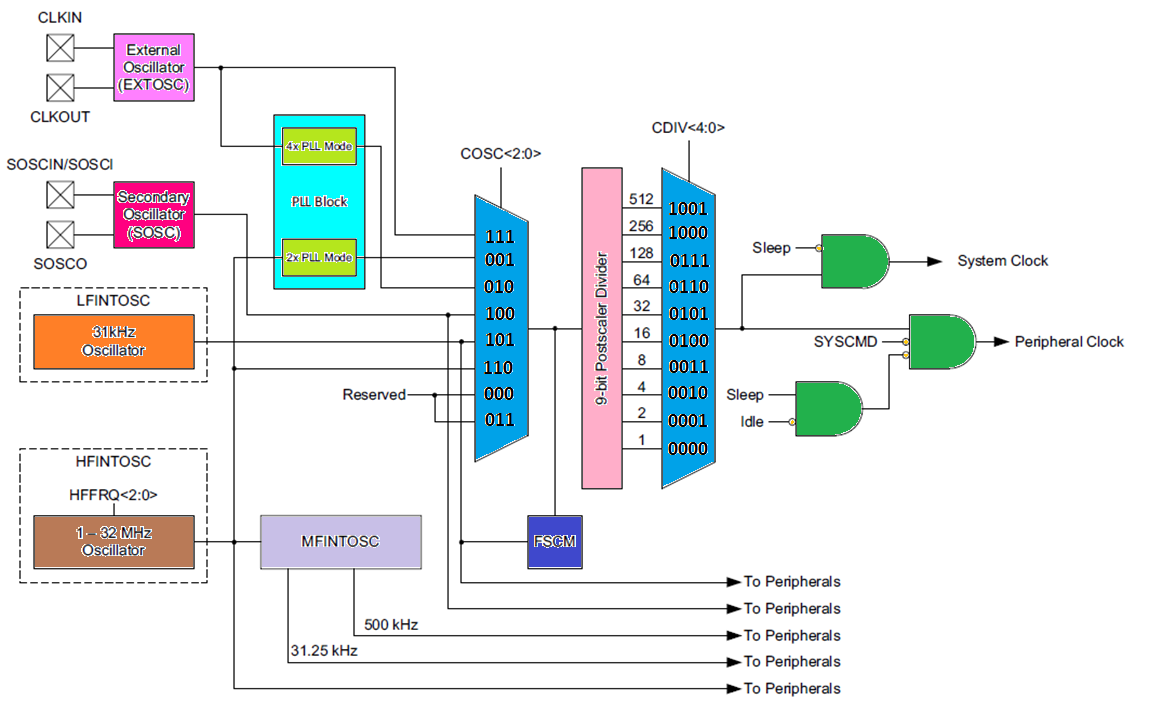 CLKIN
External
Oscillator
(EXTOSC)
CLKOUT
SOSCIN/SOSCI
Secondary
Oscillator
(SOSC)
SOSCO
4x PLL Mode
PLL Block
2x PLL Mode
LFINTOSC
31kHz
Oscillator
HFINTOSC
HFFRQ<2:0>
1 – 32 MHz
Oscillator
MFINTOSC
FSCM
500 kHz
31.25 kHz
Reserved
COSC<2:0>
111
001
010
100
101
110
000
011
9-bit Postscaler Divider
512
256
128
64
32
16
8
4
2
1
CDIV<4:0>
1001
1000
0111
0110
0101
0100
0011
0010
0001
0000
Sleep
System Clock
SYSCMD
Peripheral Clock
Sleep
Idle
To Peripherals
To Peripherals
To Peripherals
To Peripherals
To Peripherals